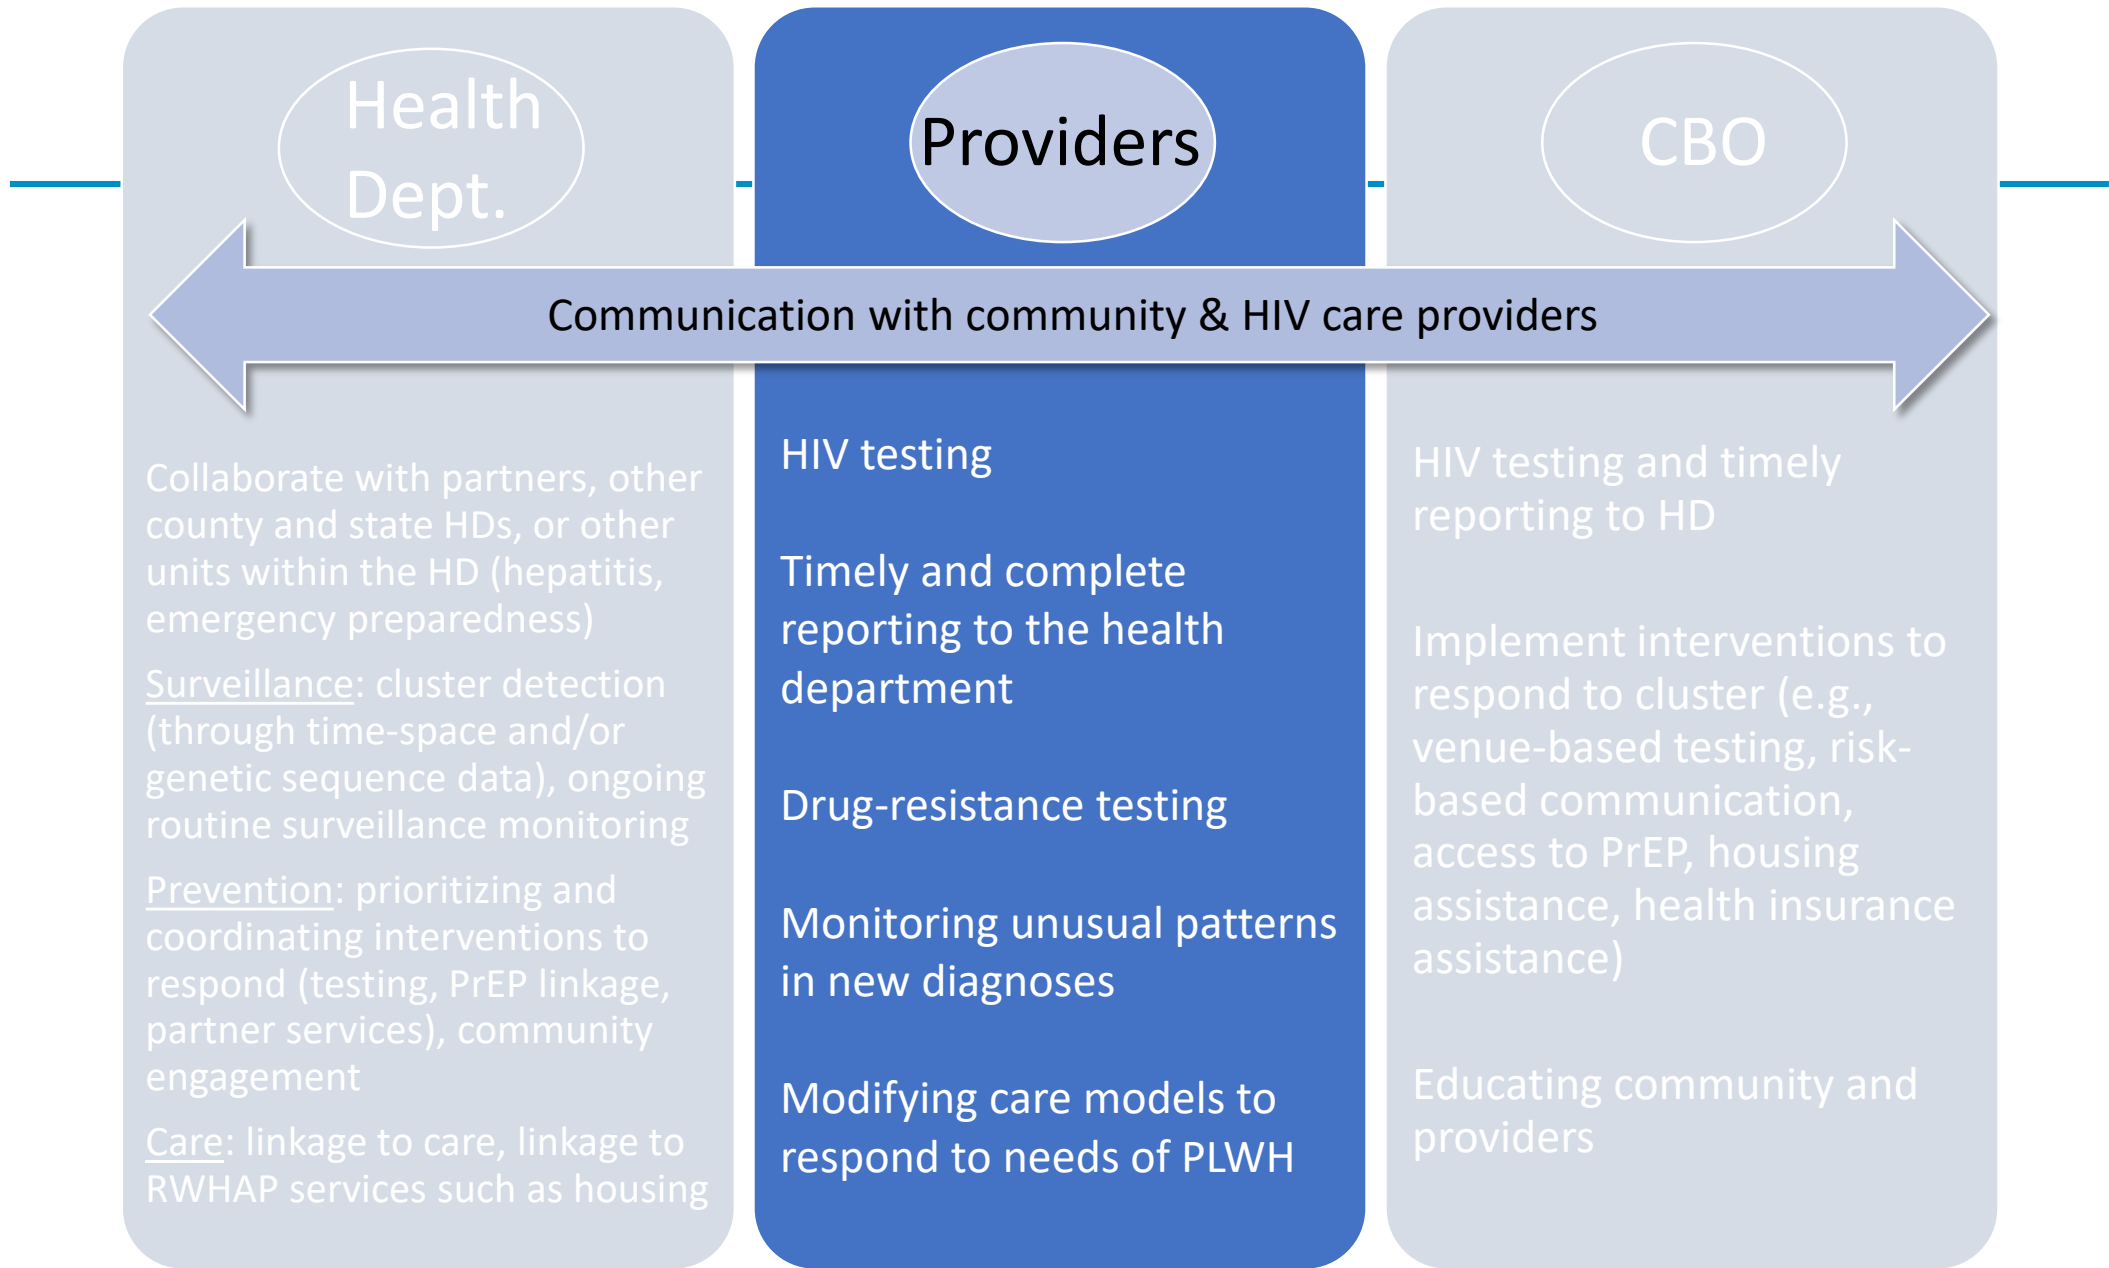 Health
Dept.
Providers
CBO
Communication with community & HIV care providers
Collaborate with partners, other
county and state HDs, or other
units within the HD (hepatitis,
emergency preparedness)
Surveillance: cluster detection
(through time-space and/or
genetic sequence data), ongoing
routine surveillance monitoring
Prevention: prioritizing and
coordinating interventions to
respond (testing, PrEP linkage,
partner services), community
engagement
Care: linkage to care, linkage to
RWHAP services such as housing
HIV testing
Timely and complete
reporting to the health
department
Drug-resistance testing
Monitoring unusual patterns
in new diagnoses
Modifying care models to
respond to needs of PLWH
HIV testing and timely
reporting to HD
Implement interventions to
respond to cluster (e.g.,
venue-based testing, risk-
based communication,
access to PrEP, housing
assistance, health insurance
assistance)
Educating community and
providers